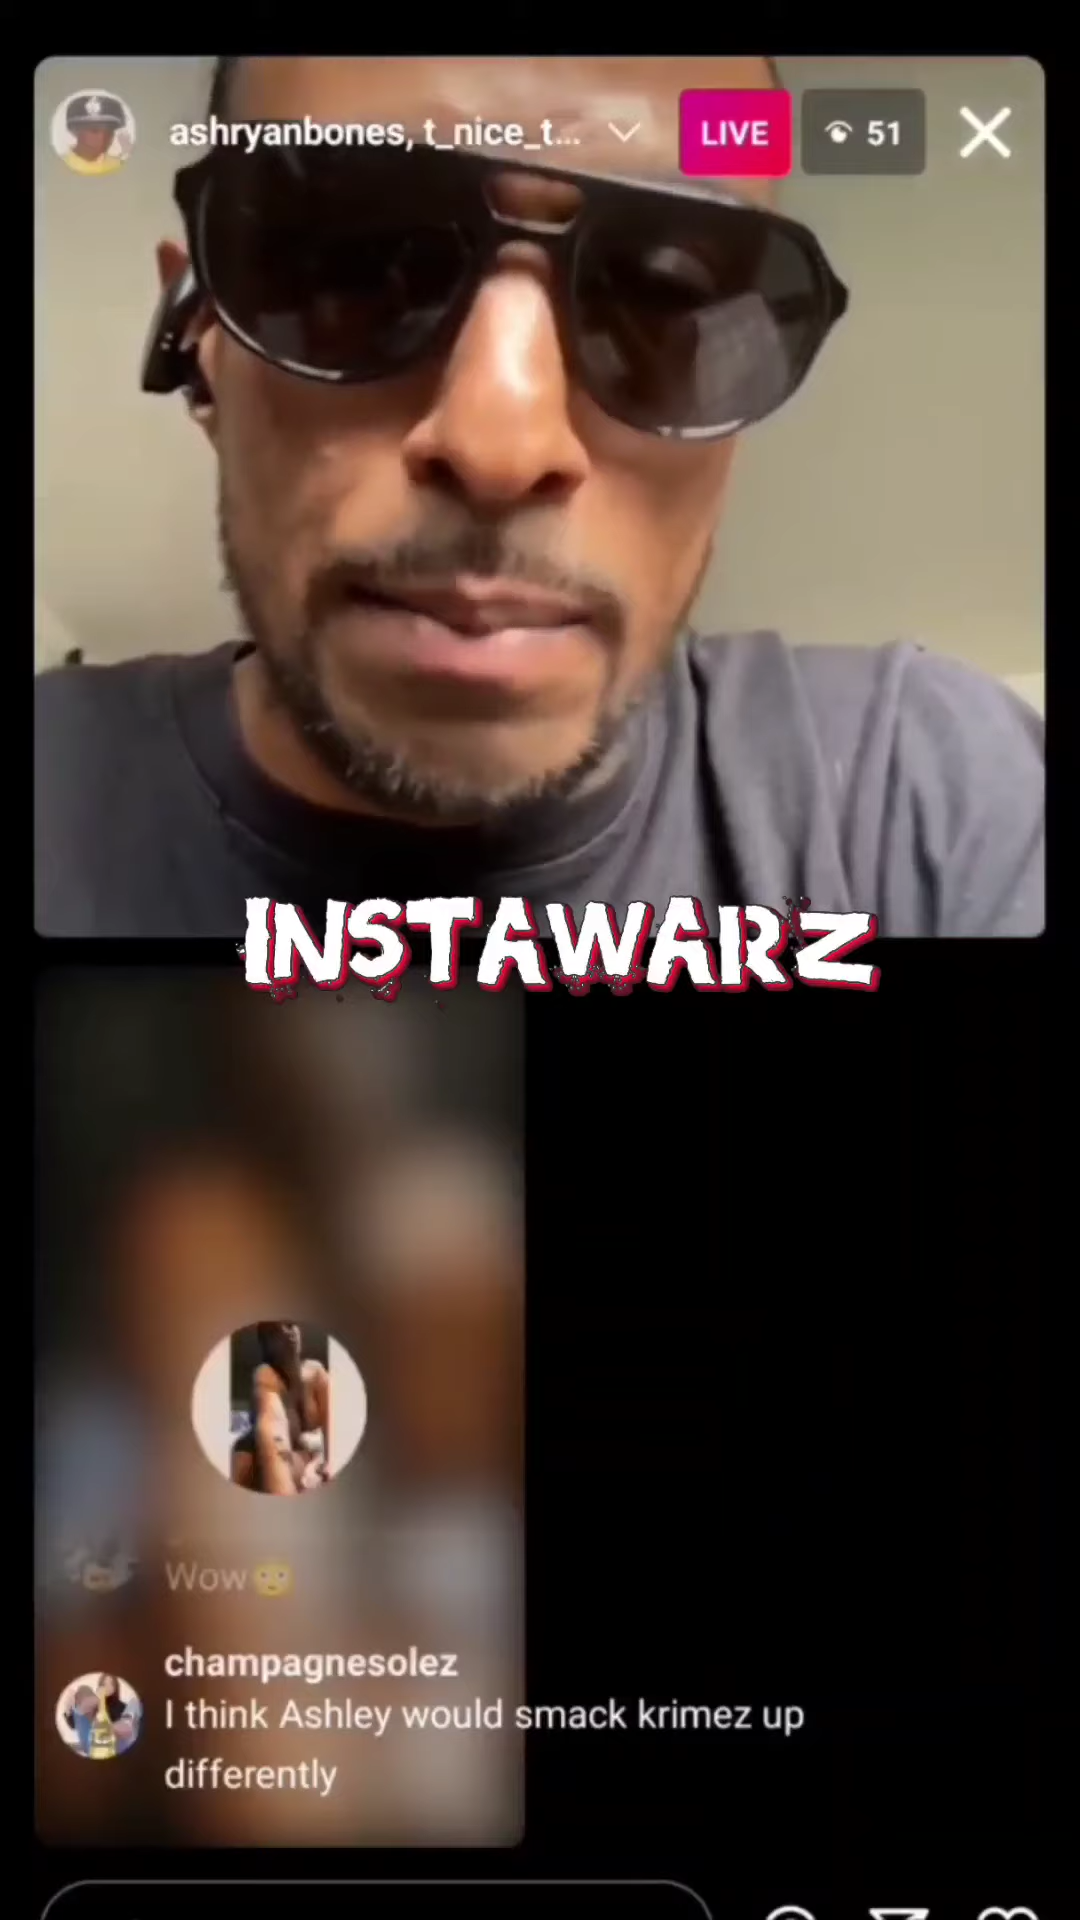 ashryanbones, t_nice_t...
LIVE
51
INSTAWARZ
Wow😳
champagnesolez
I think Ashley would smack krimez up
differently